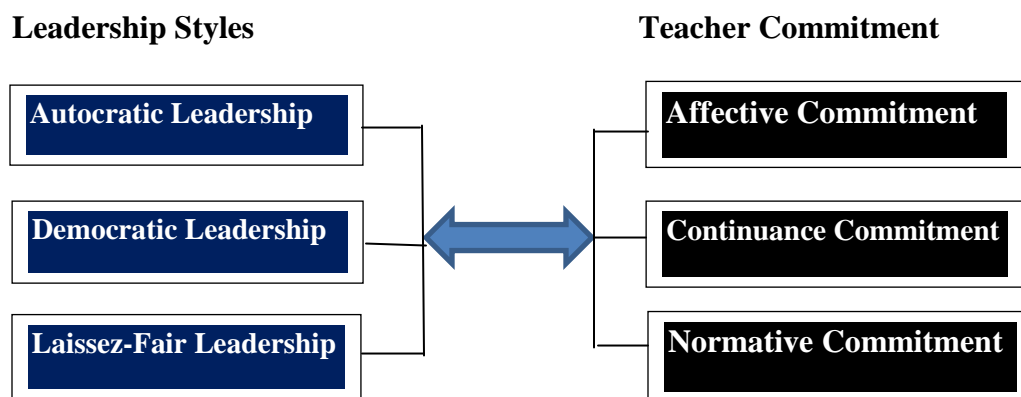 Leadership Styles
Teacher Commitment
Autocratic Leadership
Affective Commitment
Democratic Leadership
Continuance Commitment
Laissez-Fair Leadership
Normative Commitment